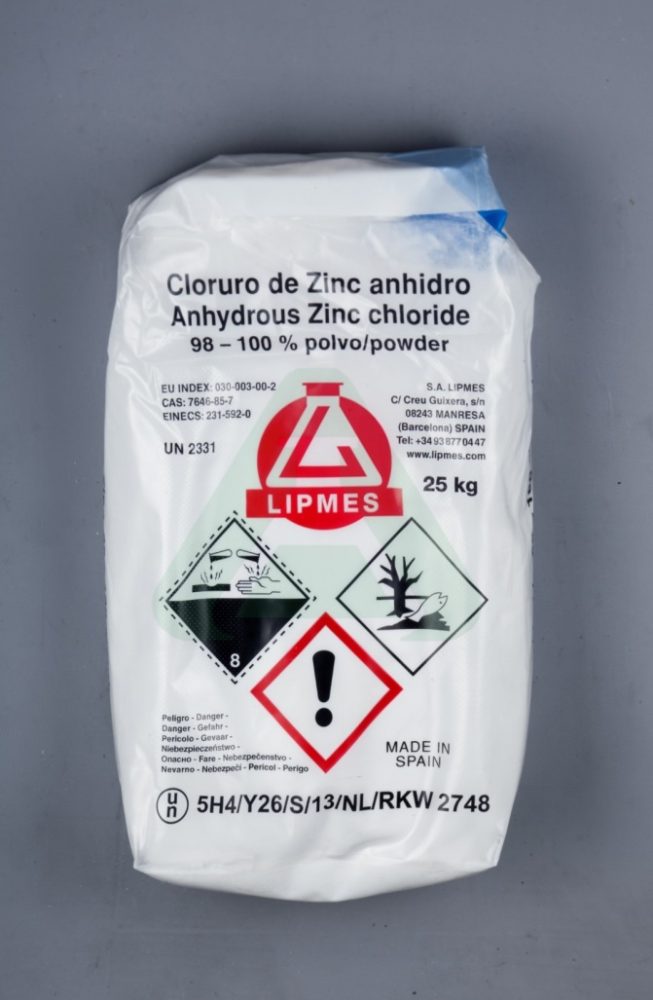 Cloruro de Zinc anhidro
Anhydrous Zinc chloride
98 – 100 % polvo/powder
EU INDEX: 030-003-00-2
CAS: 7646-85-7
EINECS: 231-592-0
UN 2331
S.A. LIPMES
C/ Creu Guixera, s/n
08243 MANRESA
(Barcelona) SPAIN
Tel: +34 93 877 04 47
www.lipmes.com
25 kg
LIPMES
8
Peligro - Danger -
Danger - Gefahr -
Pericolo - Gevaar -
Niebezpieczeństwo -
Опасно - Fare - Nebezpečenstvo -
Nevarno - Nebezpečí - Pericol - Perigo
MADE IN
SPAIN
un 5H4/Y26/S/13/NL/RKW 2748